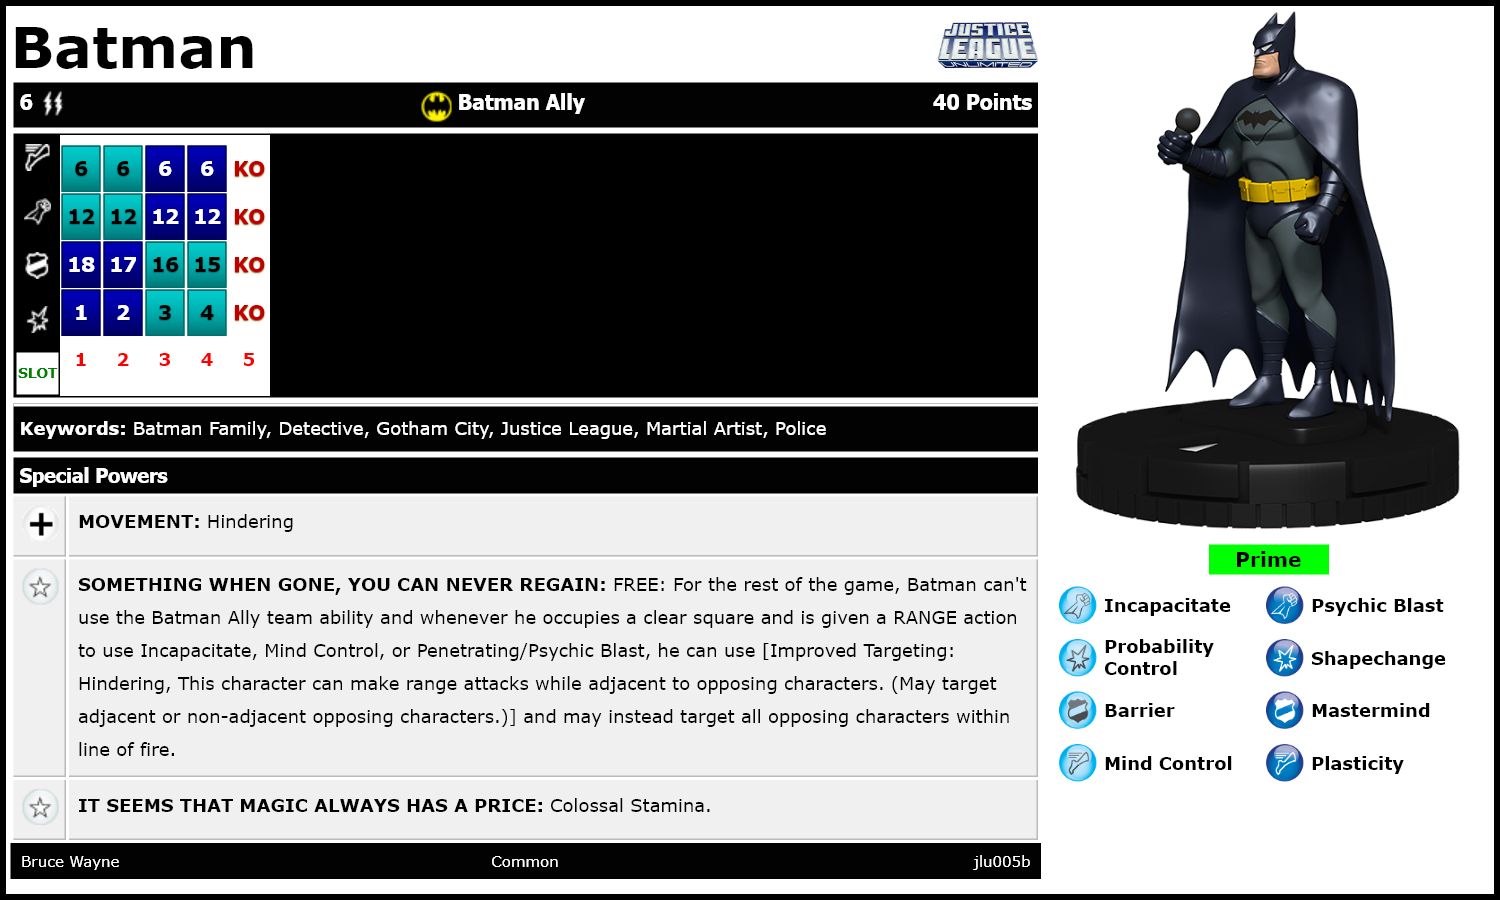 Batman
JUSTICE
LEAGUE
UNLIMITED
6 Batman Ally 40 Points
6 6 6 6 KO
12 12 12 12 KO
18 17 16 15 KO
1 2 3 4 KO
SLOT 1 2 3 4 5
Keywords: Batman Family, Detective, Gotham City, Justice League, Martial Artist, Police
Special Powers
MOVEMENT: Hindering
SOMETHING WHEN GONE, YOU CAN NEVER REGAIN: FREE: For the rest of the game, Batman can't
use the Batman Ally team ability and whenever he occupies a clear square and is given a RANGE action
to use Incapacitate, Mind Control, or Penetrating/Psychic Blast, he can use [Improved Targeting:
Hindering, This character can make range attacks while adjacent to opposing characters. (May target
adjacent or non-adjacent opposing characters.)] and may instead target all opposing characters within
line of fire.
IT SEEMS THAT MAGIC ALWAYS HAS A PRICE: Colossal Stamina.
Bruce Wayne Common jlu005b
Prime
Incapacitate Psychic Blast
Probability
Control Shapechange
Barrier Mastermind
Mind Control Plasticity